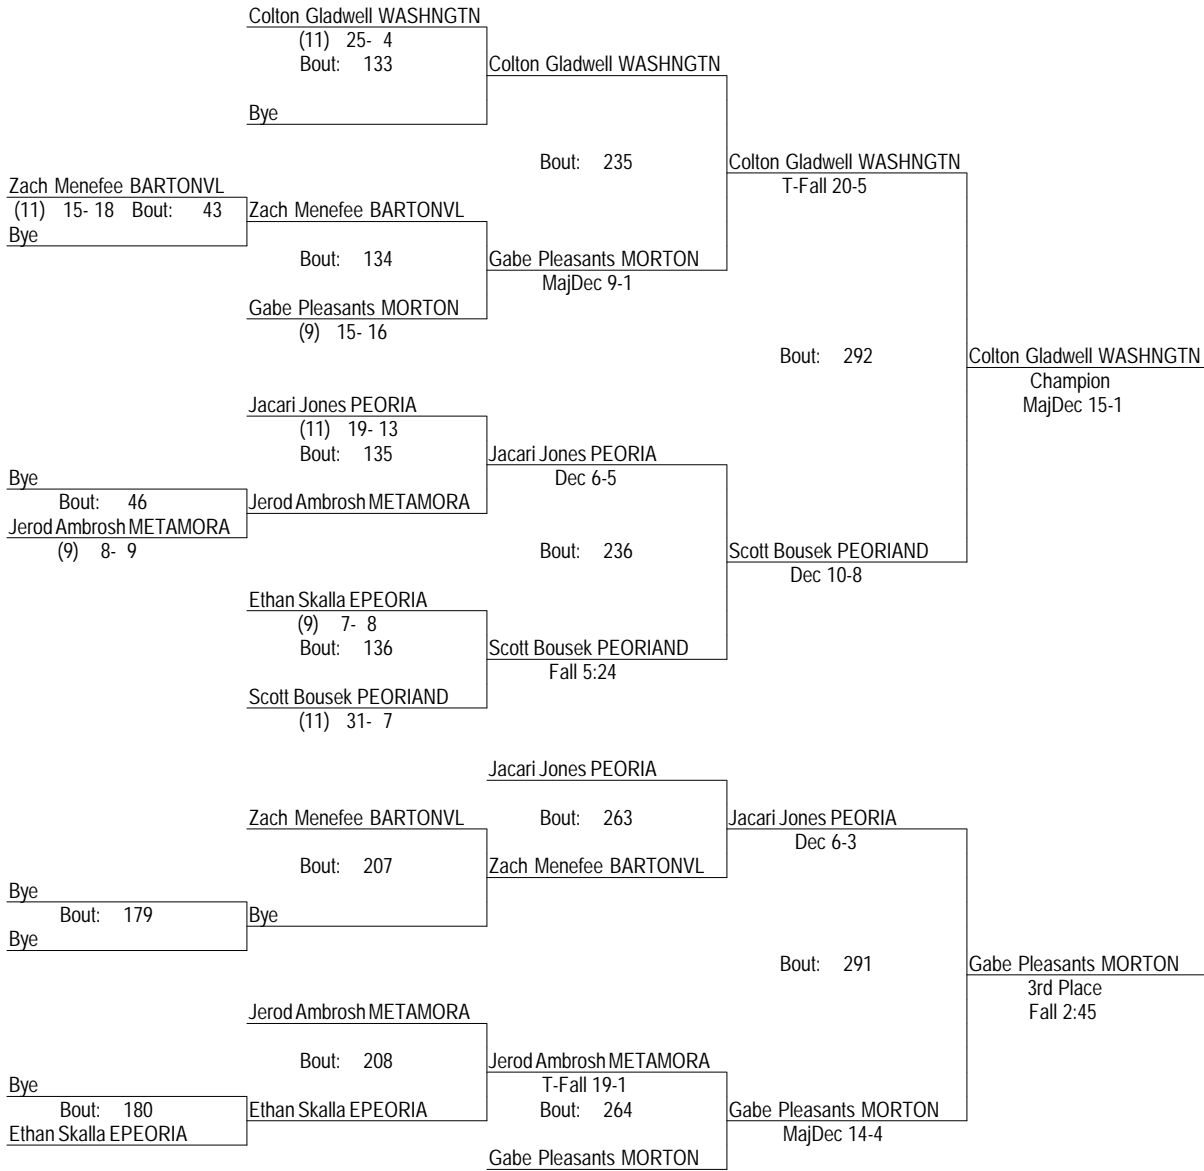 Colton Gladwell WASHNGTN
(11) 25- 4
Bout: 133
Colton Gladwell WASHNGTN
Bye
Bout: 235
Colton Gladwell WASHNGTN
T-Fall 20-5
Zach Menefee BARTONVL
(11) 15- 18 Bout: 43
Zach Menefee BARTONVL
Bye
Bout: 134
Gabe Pleasants MORTON
MajDec 9-1
Gabe Pleasants MORTON
(9) 15- 16
Bout: 292
Colton Gladwell WASHNGTN
Champion
MajDec 15-1
Jacari Jones PEORIA
(11) 19- 13
Bout: 135
Jacari Jones PEORIA
Dec 6-5
Bye
Bout: 46
Jerod Ambrosh METAMORA
Jerod Ambrosh METAMORA
(9) 8- 9
Bout: 236
Scott Bousek PEORIAND
Dec 10-8
Ethan Skalla EPEORIA
(9) 7- 8
Bout: 136
Scott Bousek PEORIAND
Fall 5:24
Scott Bousek PEORIAND
(11) 31- 7
Jacari Jones PEORIA
Zach Menefee BARTONVL
Bout: 263
Jacari Jones PEORIA
Dec 6-3
Bout: 207
Zach Menefee BARTONVL
Bye
Bout: 179
Bye
Bye
Bout: 291
Gabe Pleasants MORTON
3rd Place
Fall 2:45
Jerod Ambrosh METAMORA
Bout: 208
Jerod Ambrosh METAMORA
T-Fall 19-1
Bye
Bout: 180
Ethan Skalla EPEORIA
Bout: 264
Gabe Pleasants MORTON
MajDec 14-4
Ethan Skalla EPEORIA
Gabe Pleasants MORTON